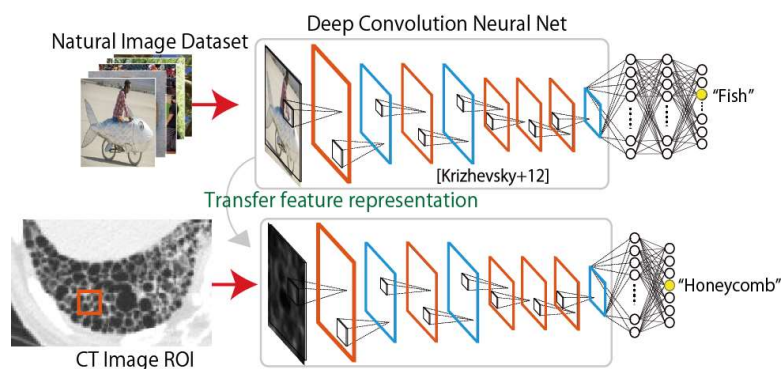 Deep Convolution Neural Net
Natural Image Dataset
"Fish"
[Krizhevsky+12]
Transfer feature representation
"Honeycomb"
CT Image ROI